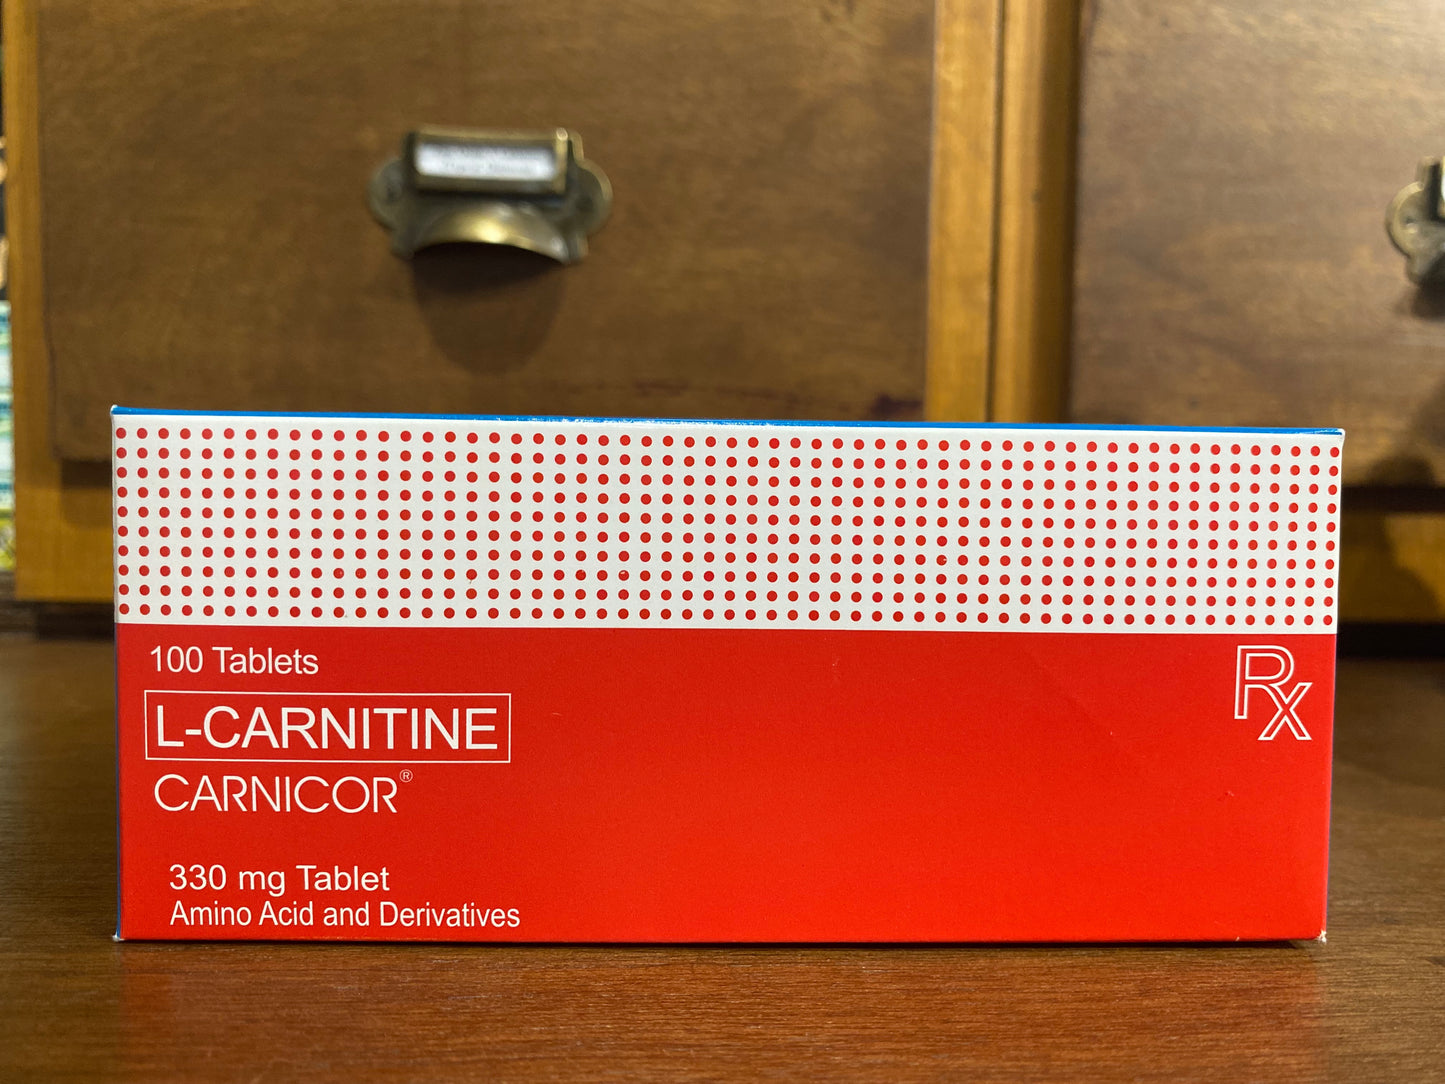 100 Tablets
Rx
L-CARNITINE
CARNICOR®
330 mg Tablet
Amino Acid and Derivatives